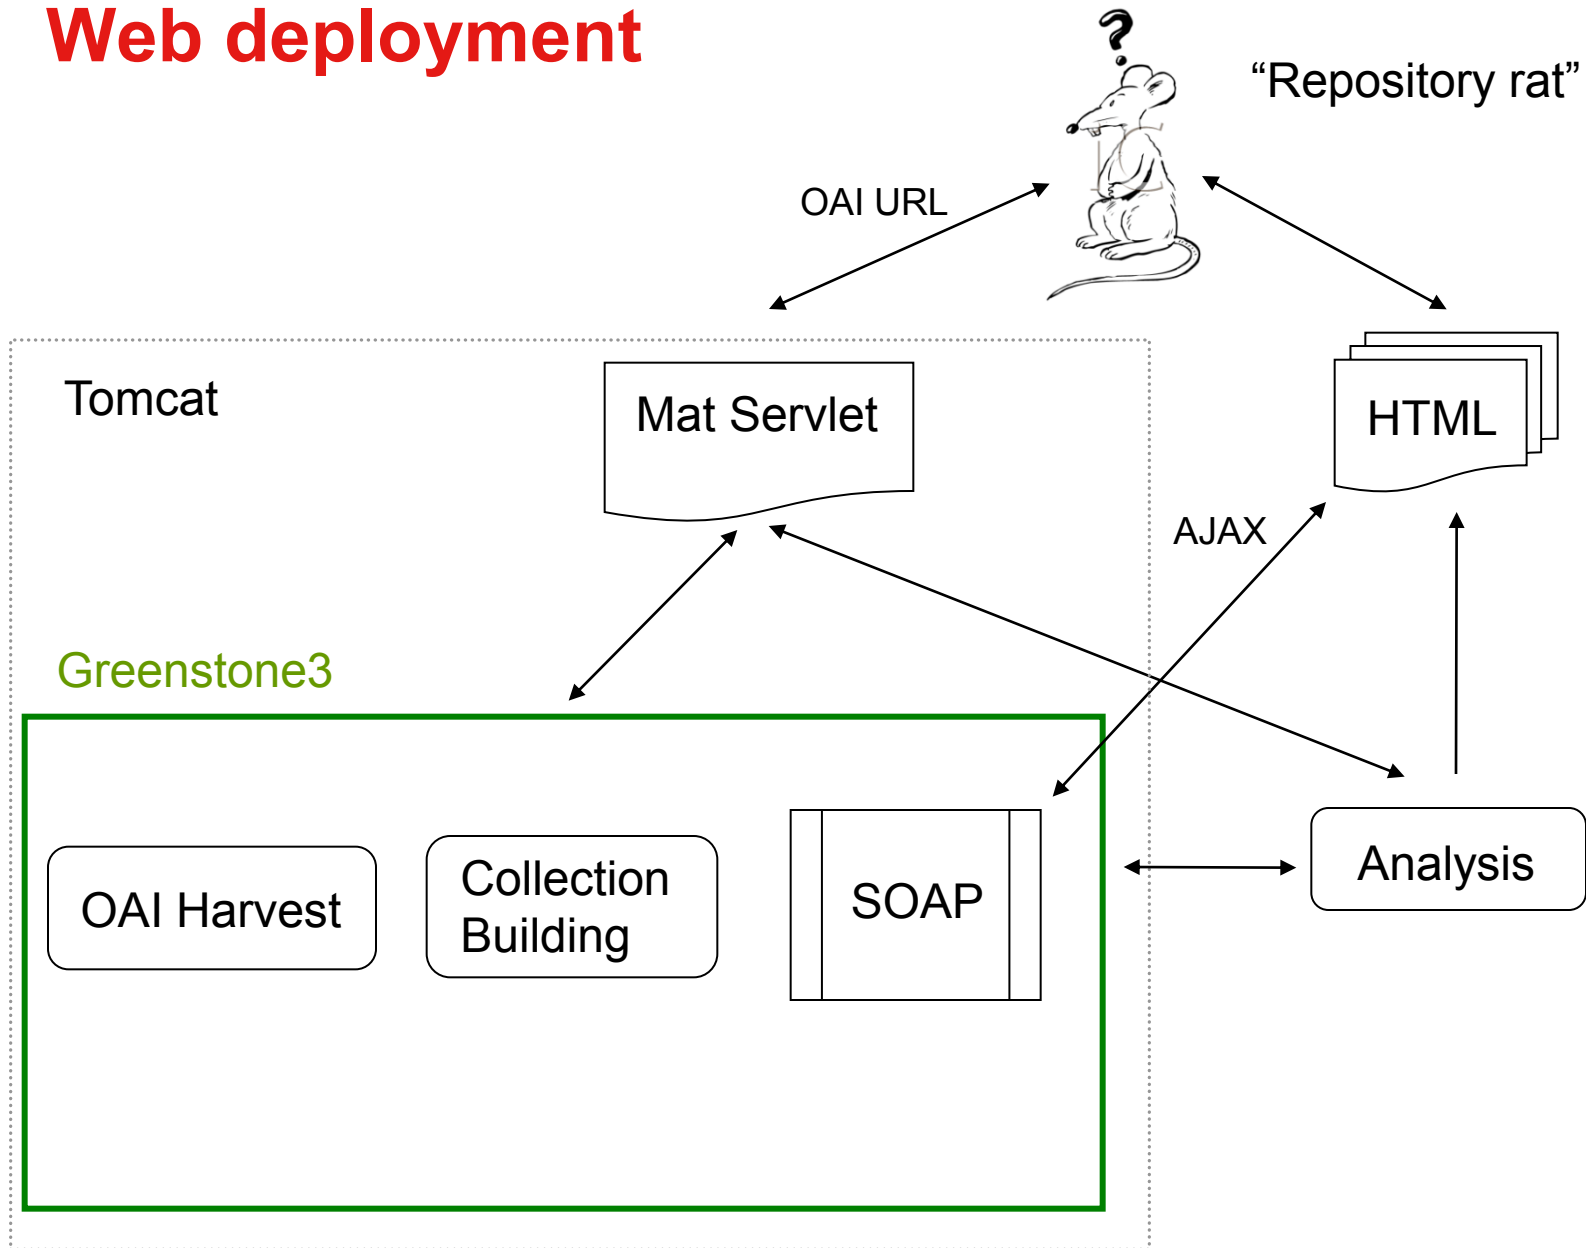 Web deployment
?
“Repository rat”
OAI URL
Tomcat
Mat Servlet
HTML
AJAX
Greenstone3
OAI Harvest
Collection
Building
SOAP
Analysis